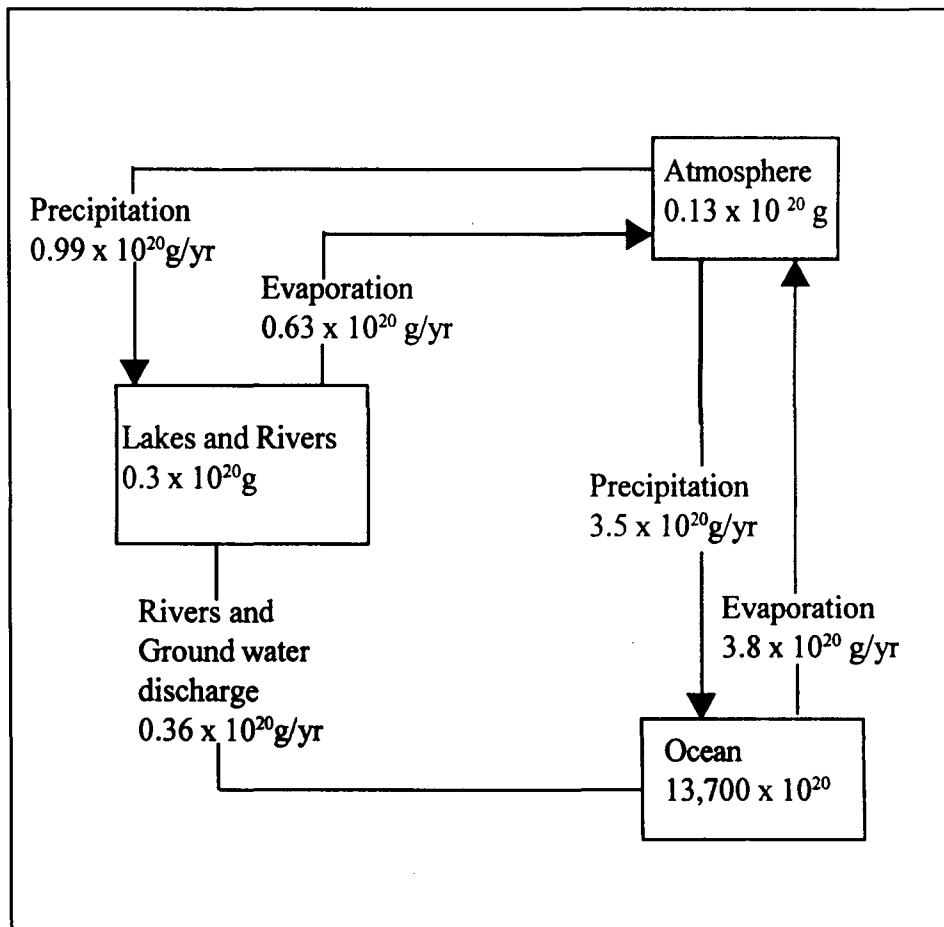 Atmosphere
0.13 x 10²⁰ g
Precipitation
0.99 x 10²⁰g/yr
Evaporation
0.63 x 10²⁰ g/yr
Lakes and Rivers
0.3 x 10²⁰g
Precipitation
3.5 x 10²⁰g/yr
Rivers and
Ground water
discharge
0.36 x 10²⁰g/yr
Evaporation
3.8 x 10²⁰ g/yr
Ocean
13,700 x 10²⁰